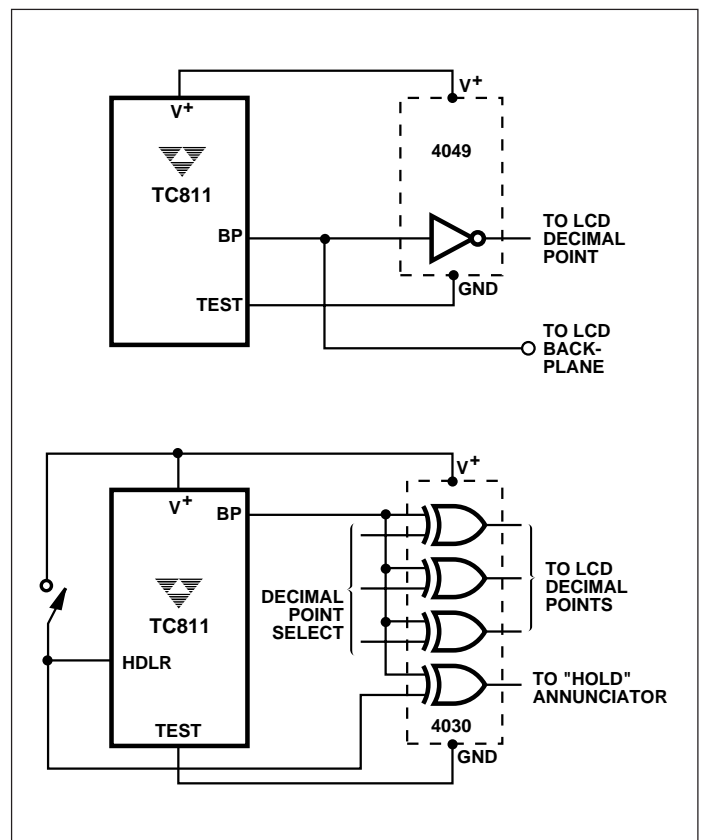 V+
V+
4049
TC811
BP
TO LCD
DECIMAL
POINT
TEST
GND
TO LCD
BACK-
PLANE
V+
V+
BP
TO LCD
DECIMAL
POINTS
DECIMAL
POINT
SELECT
TC811
HDLR
TO "HOLD"
ANNUNCIATOR
TEST
4030
GND